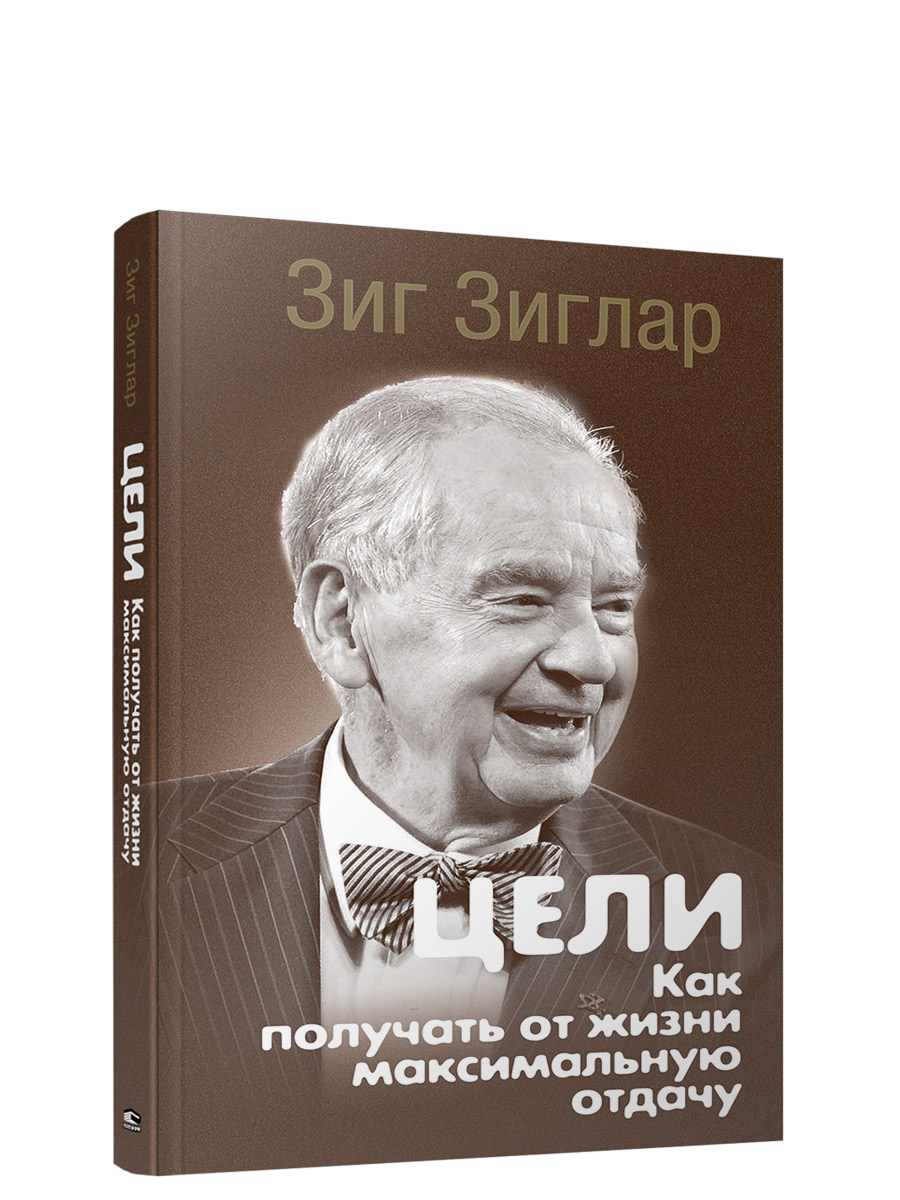 Зиг Зиглар
ЦЕЛИ
Как
получать от жизни
максимальную
отдачу
Зиг Зиглар
ЦЕЛИ
Как получать от жизни
максимальную отдачу